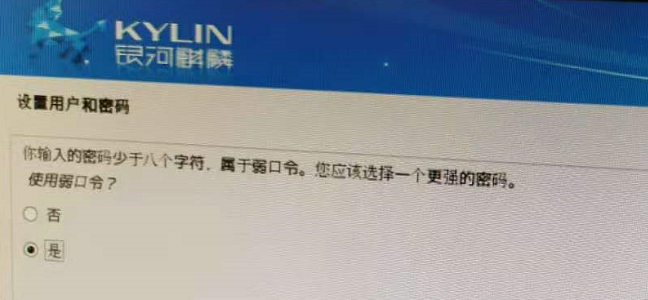 KYLIN
银河麒麟
设置用户和密码
你输入的密码少于八个字符，属于弱口令。您应该选择一个更强的密码。
使用弱口令？
否
是